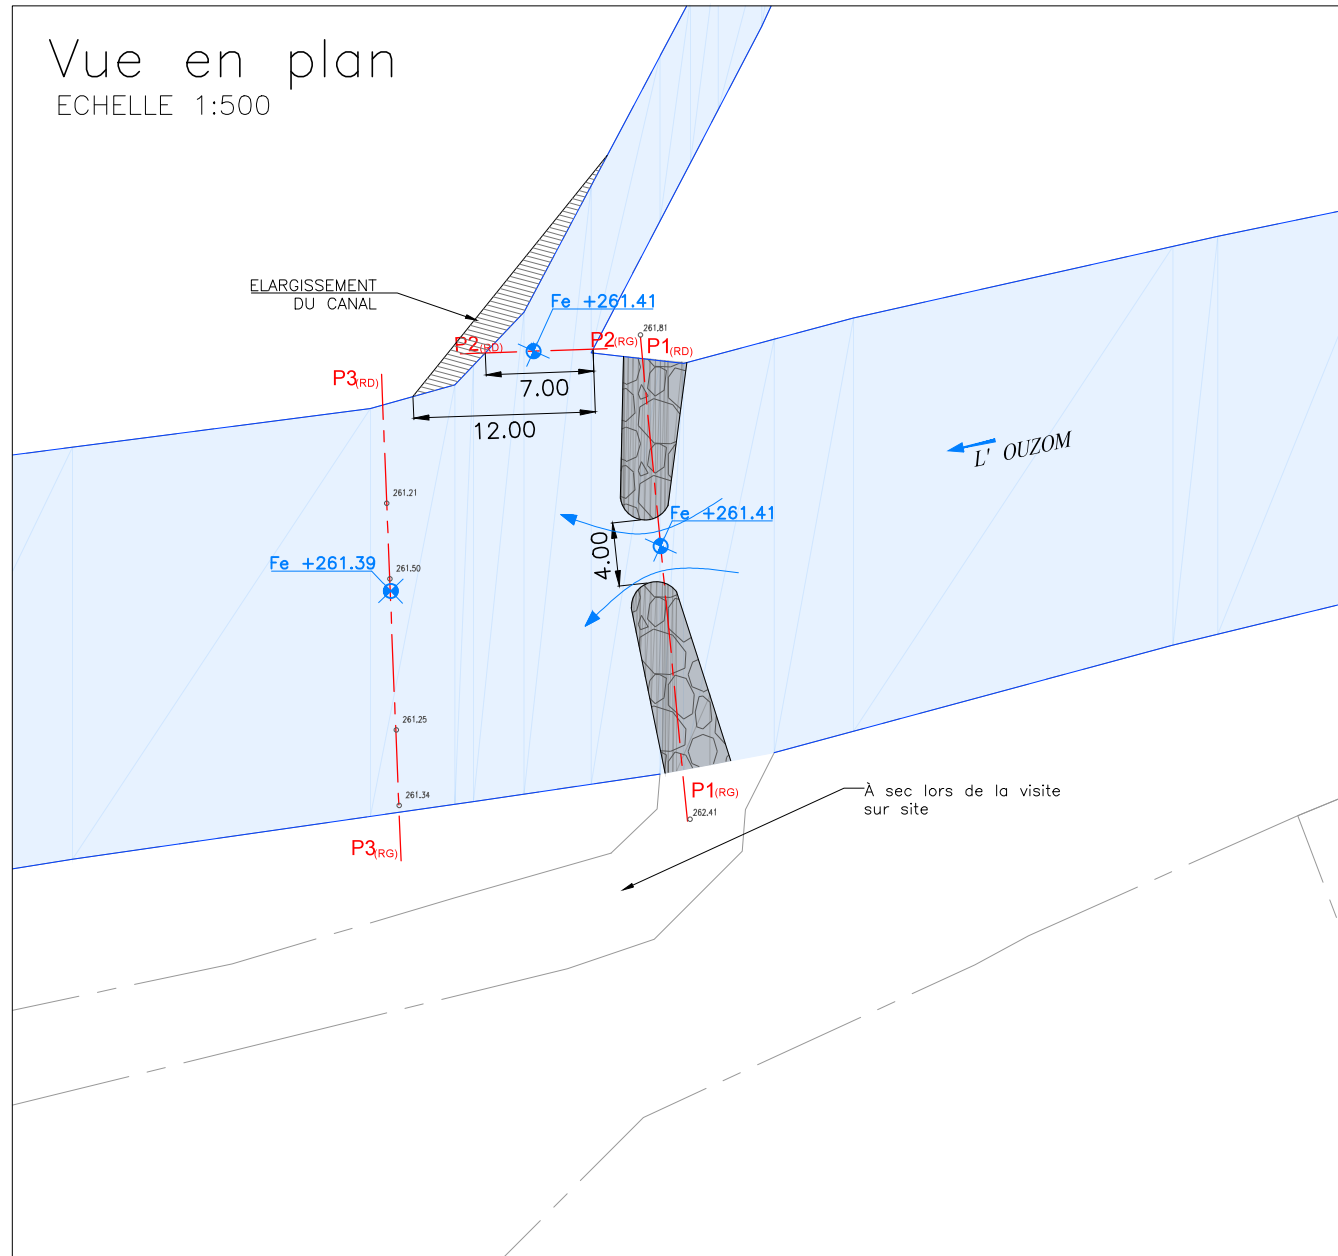 Vue en plan
ECHELLE 1:500
ELARGISSEMENT
DU CANAL
Fe +261.41
261.81
P2(RD)
P2(RG)
P1(RD)
P3(RD)
7.00
12.00
L' OUZOM
261.21
Fe +261.41
4.00
Fe +261.39
261.50
261.25
261.34
P1(RG)
262.41
À sec lors de la visite
sur site
P3(RG)